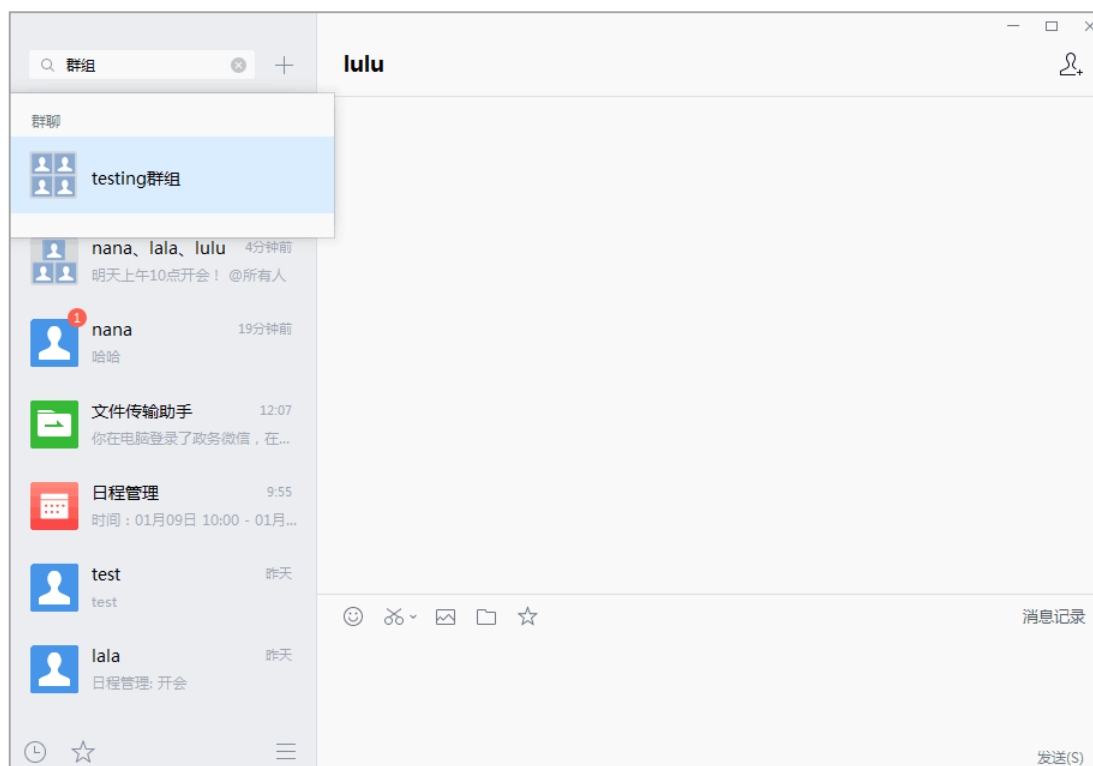 群组
lulu
群聊
testing群组
nana、lala、lulu 4分钟前
明天上午10点开会！ @所有人
1
nana 19分钟前
哈哈
文件传输助手 12:07
你在电脑登录了政务微信，在...
日程管理 9:55
时间：01月09日 10:00 - 01月...
test 昨天
test
lala 昨天
日程管理: 开会
消息记录
发送(S)